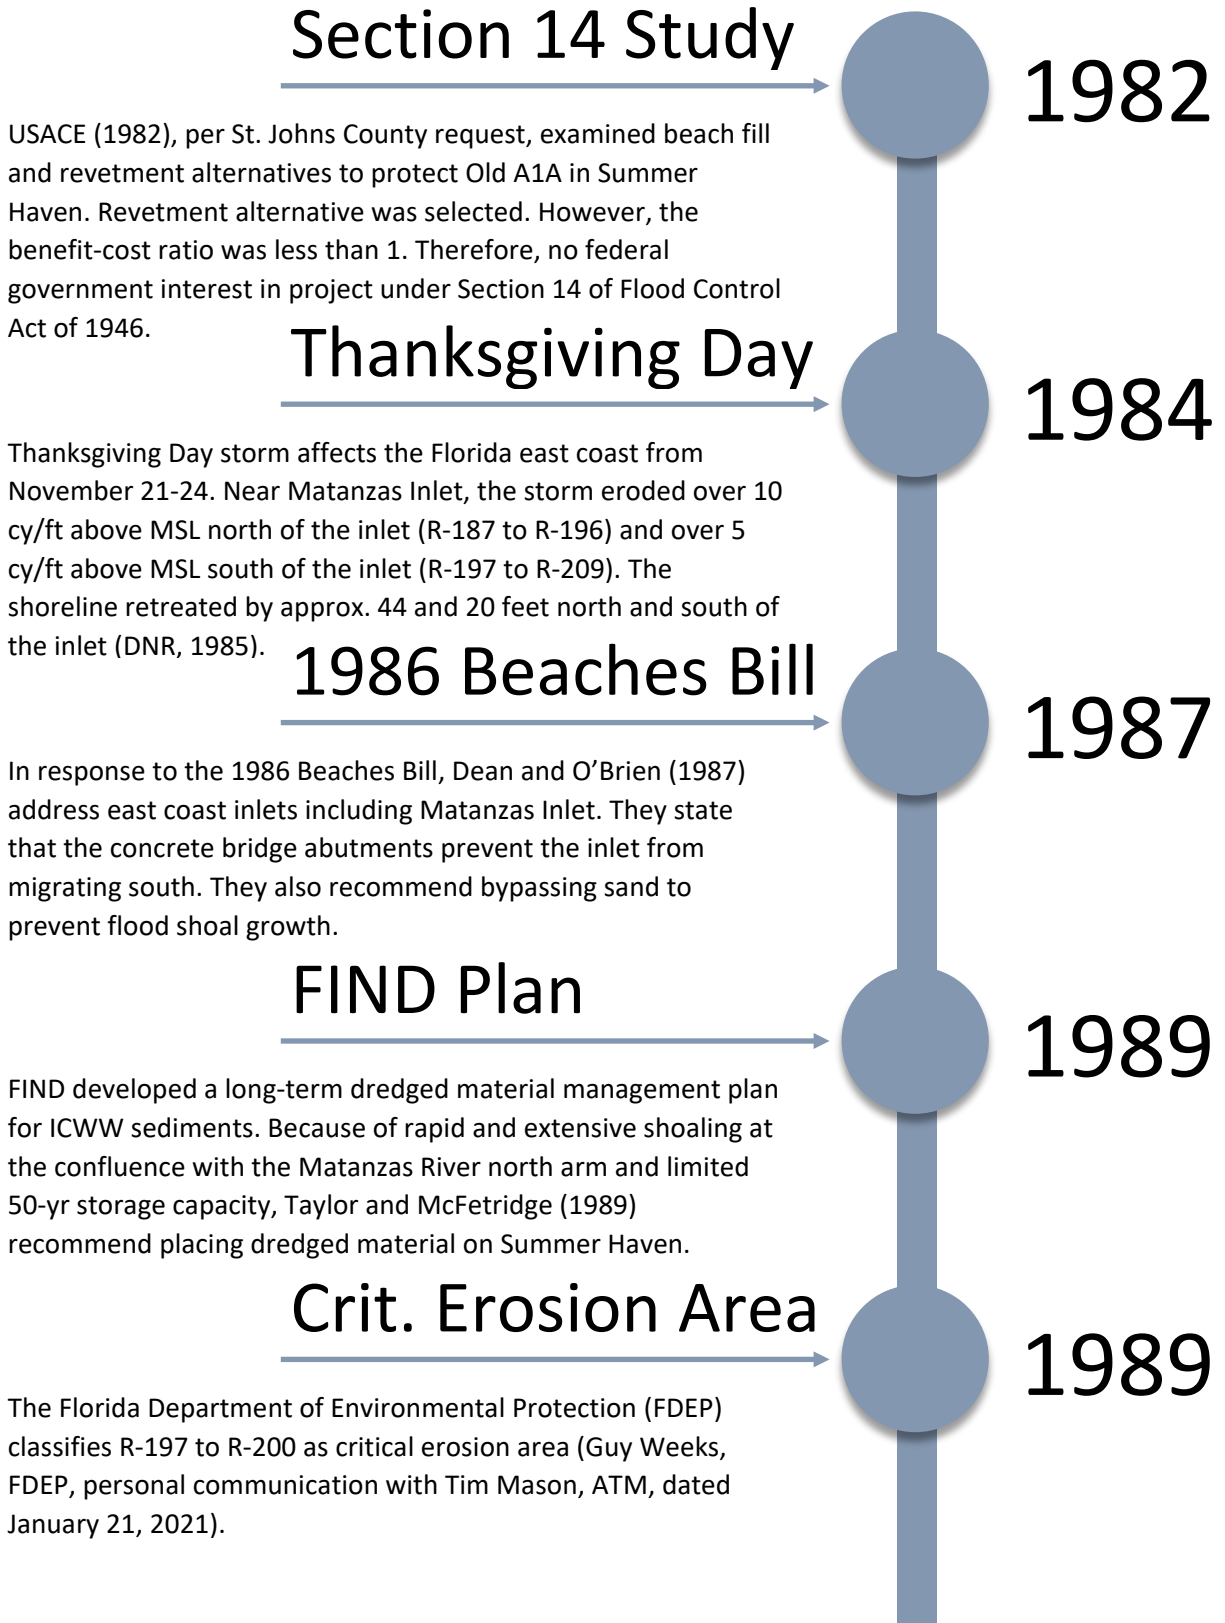 Section 14 Study
1982
USACE (1982), per St. Johns County request, examined beach fill
and revetment alternatives to protect Old A1A in Summer
Haven. Revetment alternative was selected. However, the
benefit-cost ratio was less than 1. Therefore, no federal
government interest in project under Section 14 of Flood Control
Act of 1946.
Thanksgiving Day
1984
Thanksgiving Day storm affects the Florida east coast from
November 21-24. Near Matanzas Inlet, the storm eroded over 10
cy/ft above MSL north of the inlet (R-187 to R-196) and over 5
cy/ft above MSL south of the inlet (R-197 to R-209). The
shoreline retreated by approx. 44 and 20 feet north and south of
the inlet (DNR, 1985).
1986 Beaches Bill
1987
In response to the 1986 Beaches Bill, Dean and O’Brien (1987)
address east coast inlets including Matanzas Inlet. They state
that the concrete bridge abutments prevent the inlet from
migrating south. They also recommend bypassing sand to
prevent flood shoal growth.
FIND Plan
1989
FIND developed a long-term dredged material management plan
for ICWW sediments. Because of rapid and extensive shoaling at
the confluence with the Matanzas River north arm and limited
50-yr storage capacity, Taylor and McFetridge (1989)
recommend placing dredged material on Summer Haven.
Crit. Erosion Area
1989
The Florida Department of Environmental Protection (FDEP)
classifies R-197 to R-200 as critical erosion area (Guy Weeks,
FDEP, personal communication with Tim Mason, ATM, dated
January 21, 2021).